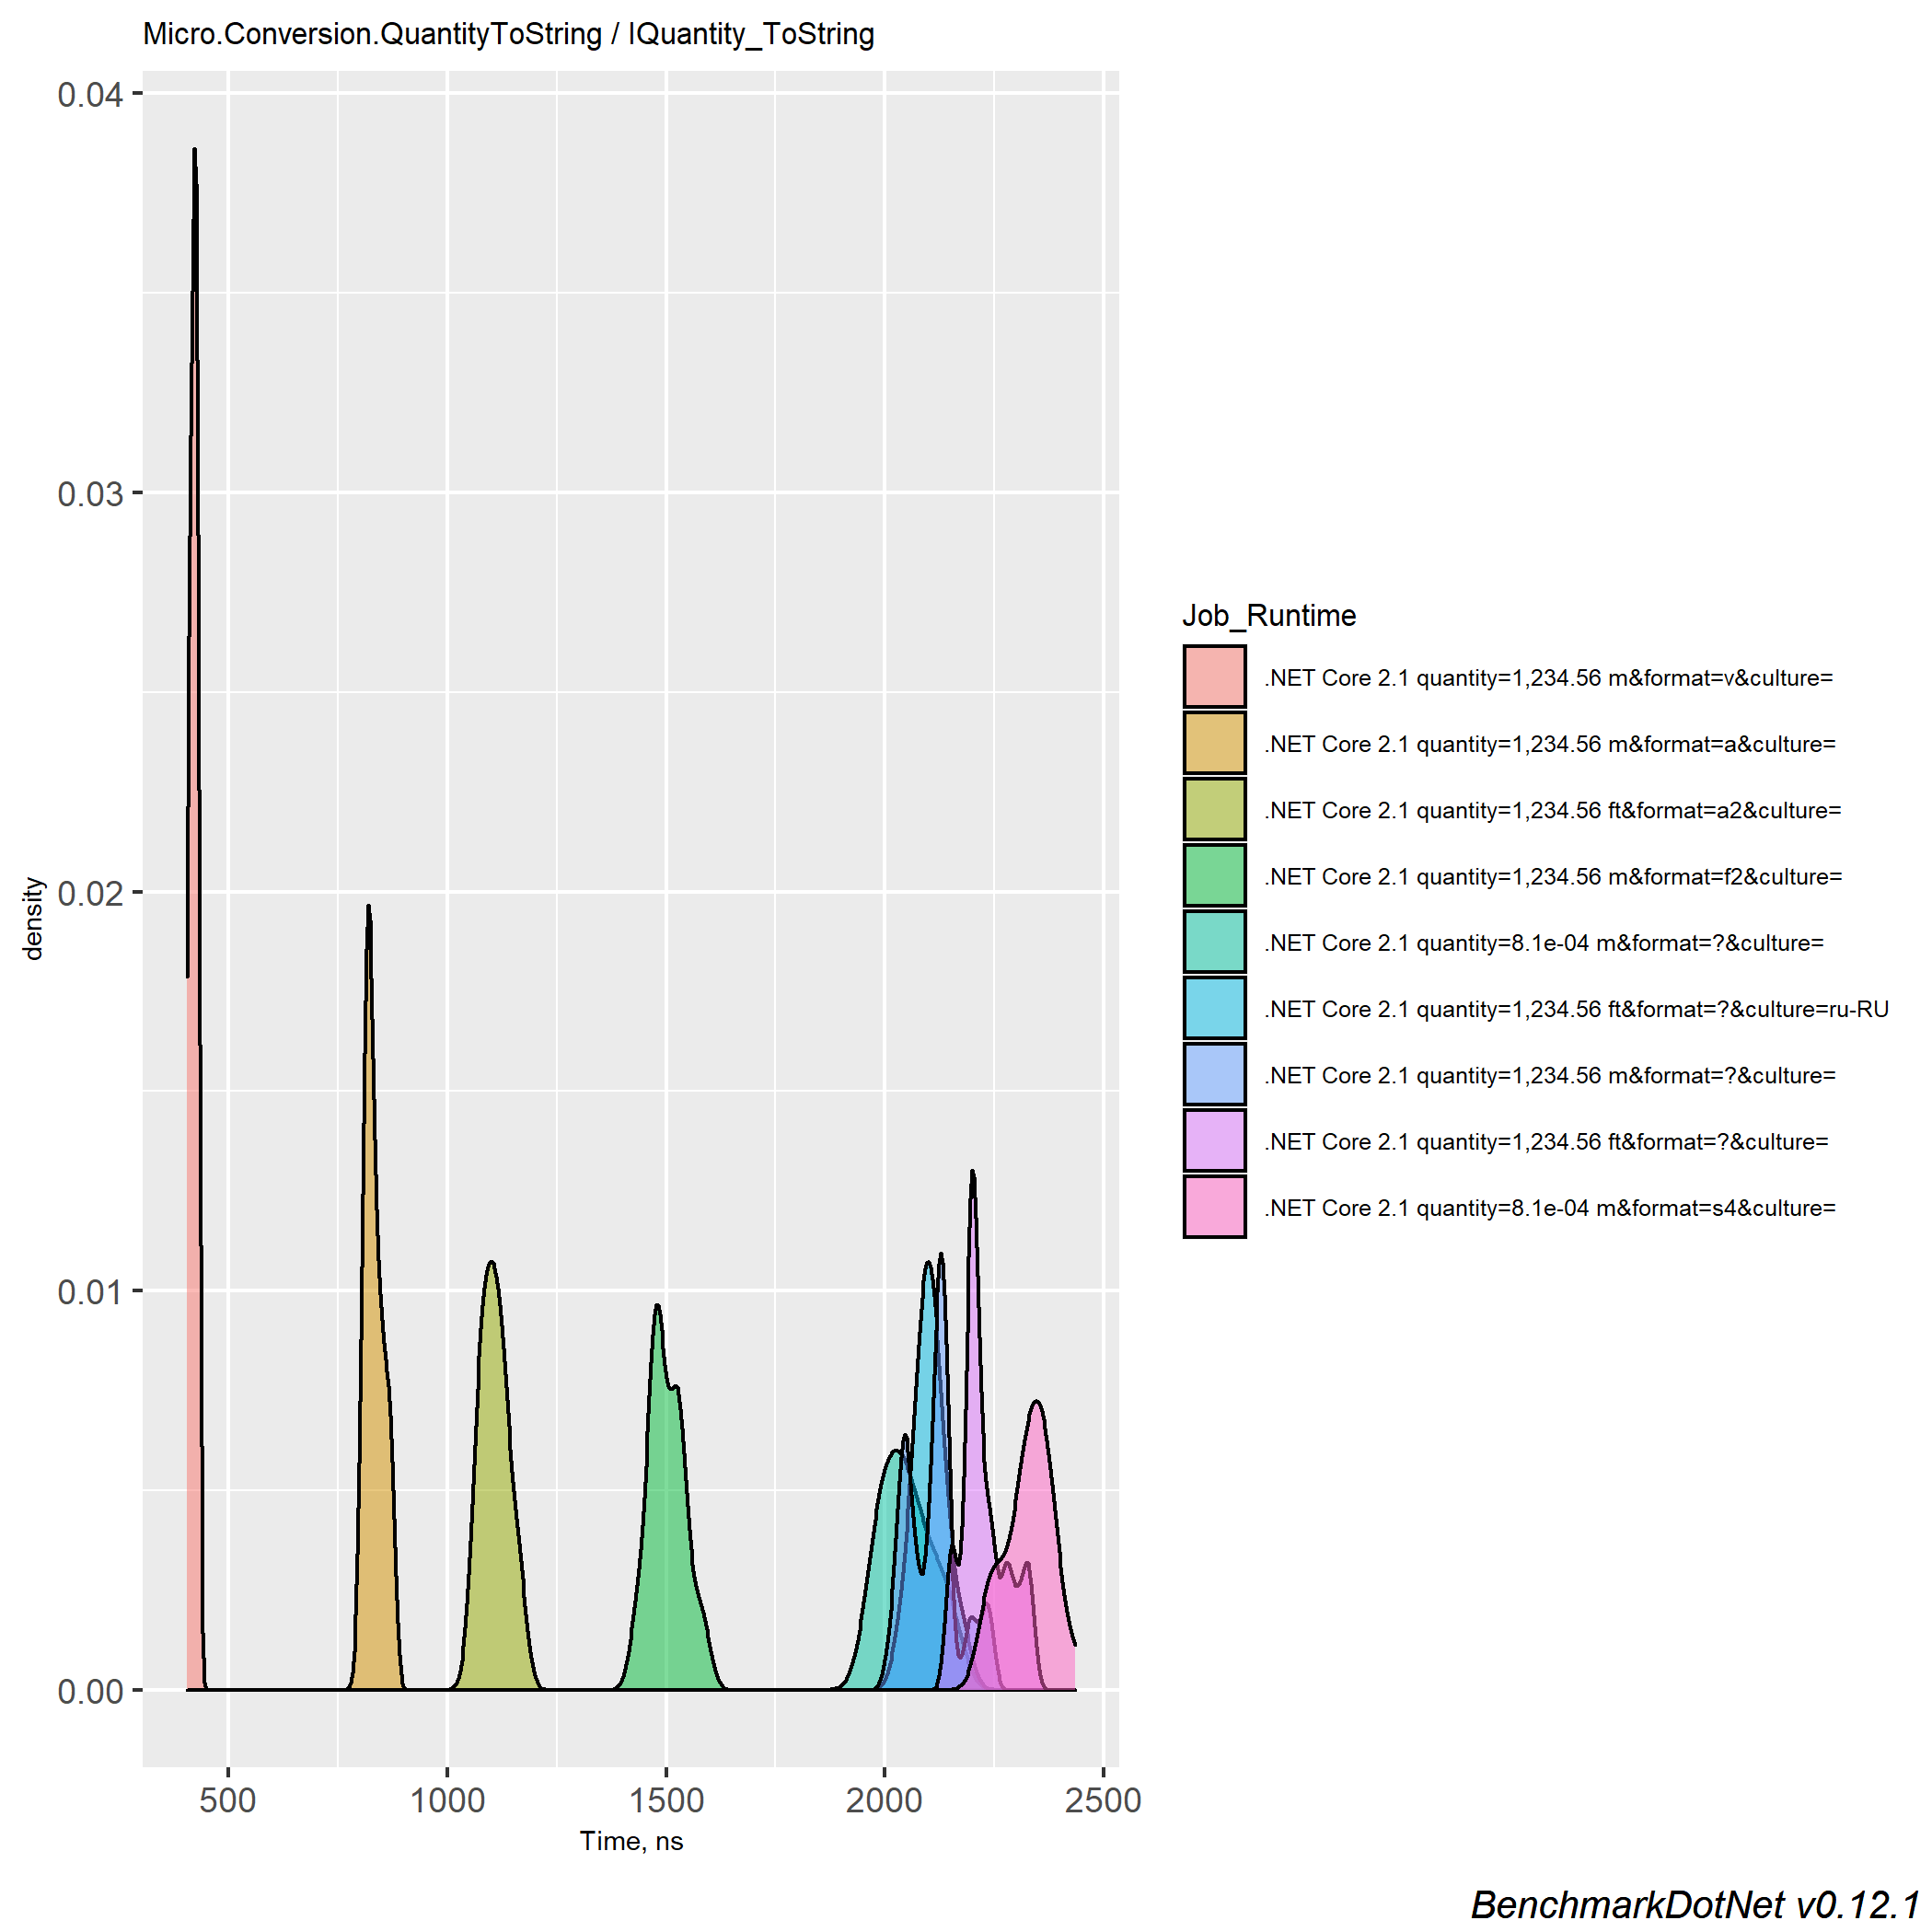 Micro.Conversion.QuantityToString / IQuantity_ToString
0.04
0.03
0.02
0.01
0.00
density
500 1000 1500 2000 2500
Time, ns
Job_Runtime
.NET Core 2.1 quantity=1,234.56 m&format=v&culture=
.NET Core 2.1 quantity=1,234.56 m&format=a&culture=
.NET Core 2.1 quantity=1,234.56 ft&format=a2&culture=
.NET Core 2.1 quantity=1,234.56 m&format=f2&culture=
.NET Core 2.1 quantity=8.1e-04 m&format=?&culture=
.NET Core 2.1 quantity=1,234.56 ft&format=?&culture=ru-RU
.NET Core 2.1 quantity=1,234.56 m&format=?&culture=
.NET Core 2.1 quantity=1,234.56 ft&format=?&culture=
.NET Core 2.1 quantity=8.1e-04 m&format=s4&culture=
BenchmarkDotNet v0.12.1